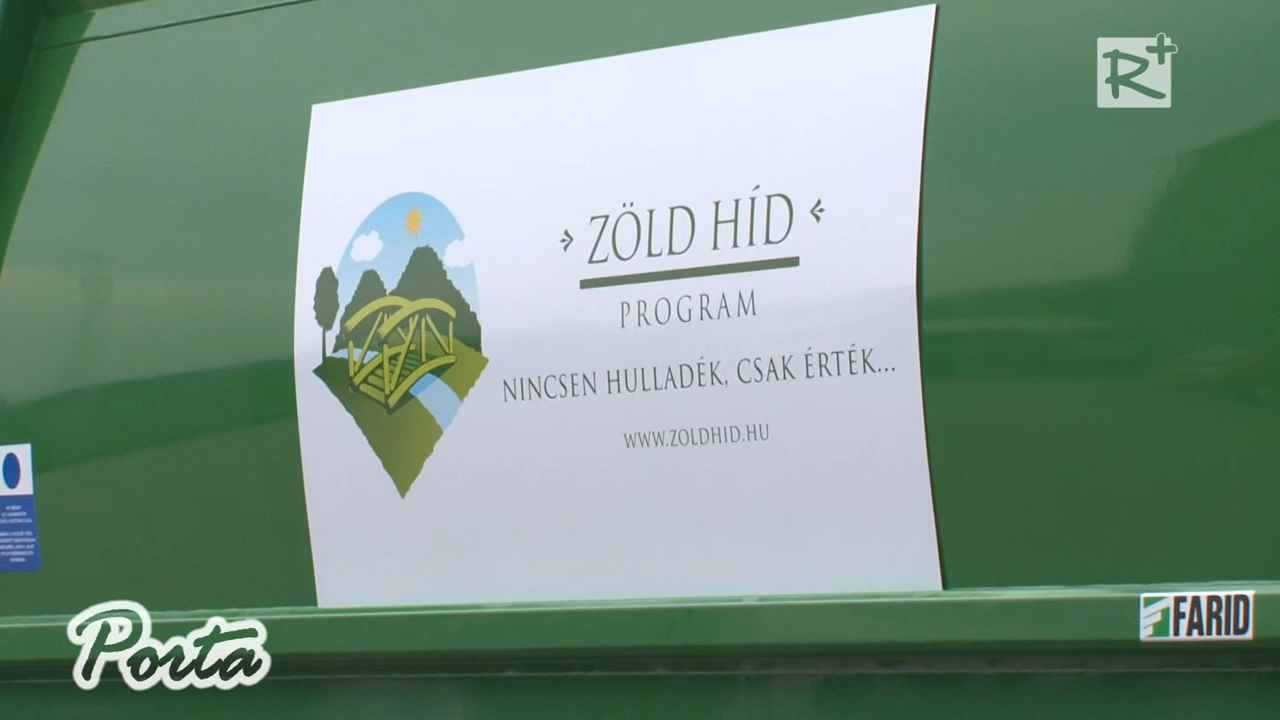 R+
ZÖLD HÍD
PROGRAM
NINCSEN HULLADÉK, CSAK ÉRTÉK...
WWW.ZOLDHID.HU
FARID
Porta